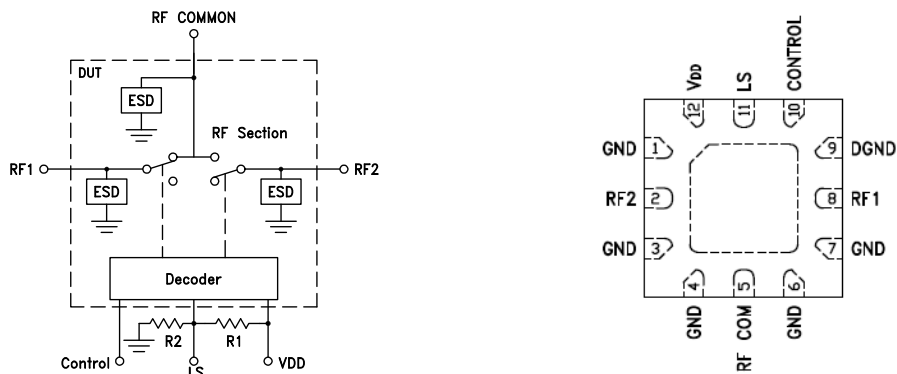 RF COMMON
DUT
ESD
RF Section
RF1
RF2
ESD
ESD
Decoder
R2
R1
Control
LS
VDD
VDD
LS
CONTROL
12
11
10
GND
1
9
DGND
RF2
2
8
RF1
GND
3
7
GND
4
5
6
GND
RF COM
GND